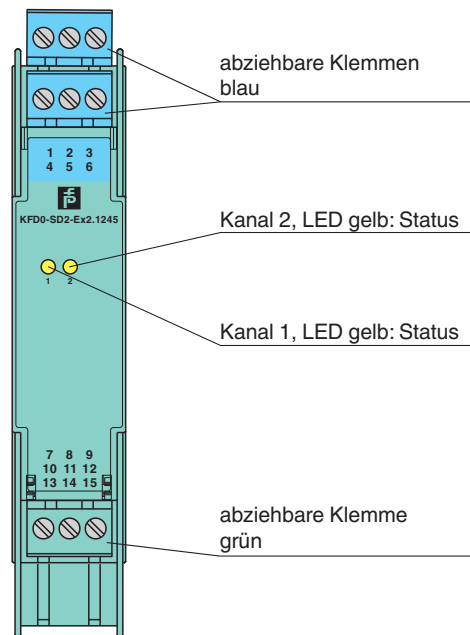 abziehbare Klemmen
blau
1 2 3
4 5 6
KFD0-SD2-Ex2.1245
Kanal 2, LED gelb: Status
1 2
Kanal 1, LED gelb: Status
7 8 9
10 11 12
13 14 15
abziehbare Klemme
grün